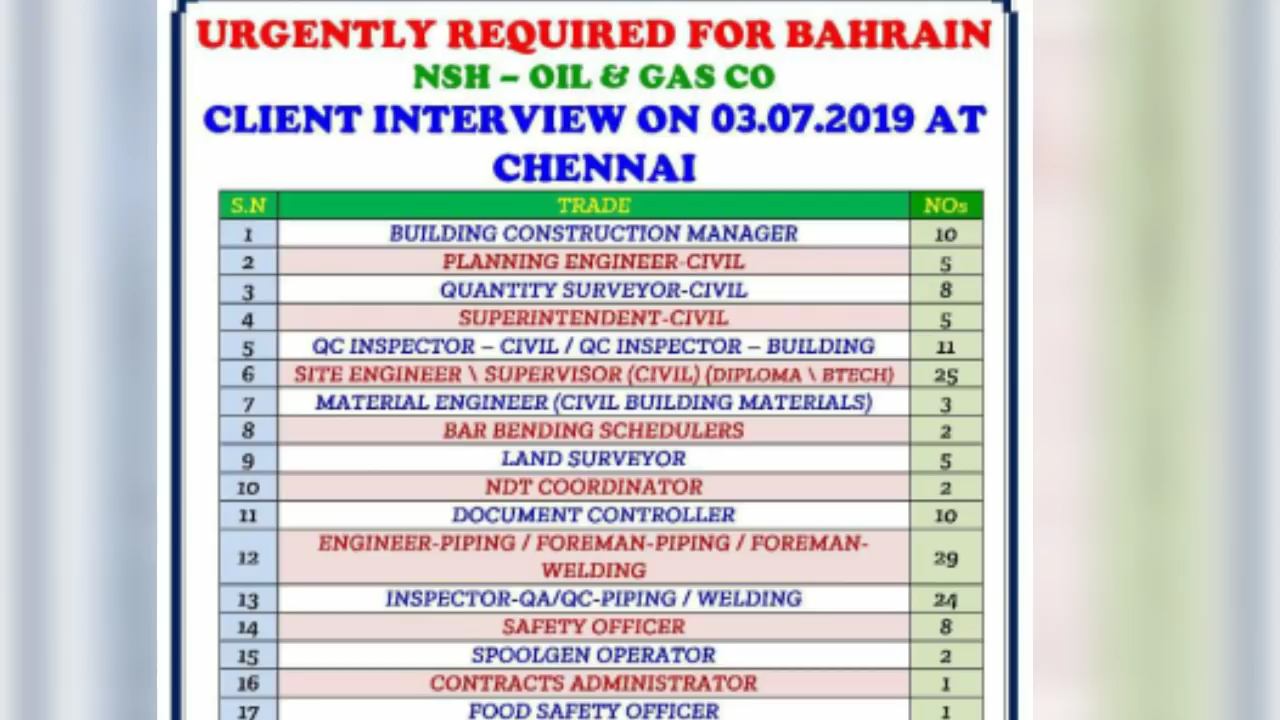 URGENTLY REQUIRED FOR BAHRAIN
NSH – OIL & GAS CO
CLIENT INTERVIEW ON 03.07.2019 AT
CHENNAI
S.N TRADE NOs
1 BUILDING CONSTRUCTION MANAGER 10
2 PLANNING ENGINEER-CIVIL 5
3 QUANTITY SURVEYOR-CIVIL 8
4 SUPERINTENDENT-CIVIL 5
5 QC INSPECTOR – CIVIL / QC INSPECTOR – BUILDING 11
6 SITE ENGINEER \ SUPERVISOR (CIVIL) (DIPLOMA \ BTECH) 25
7 MATERIAL ENGINEER (CIVIL BUILDING MATERIALS) 3
8 BAR BENDING SCHEDULERS 2
9 LAND SURVEYOR 5
10 NDT COORDINATOR 2
11 DOCUMENT CONTROLLER 10
12 ENGINEER-PIPING / FOREMAN-PIPING / FOREMAN-
WELDING 29
13 INSPECTOR-QA/QC-PIPING / WELDING 24
14 SAFETY OFFICER 8
15 SPOOLGEN OPERATOR 2
16 CONTRACTS ADMINISTRATOR 1
17 FOOD SAFETY OFFICER 1